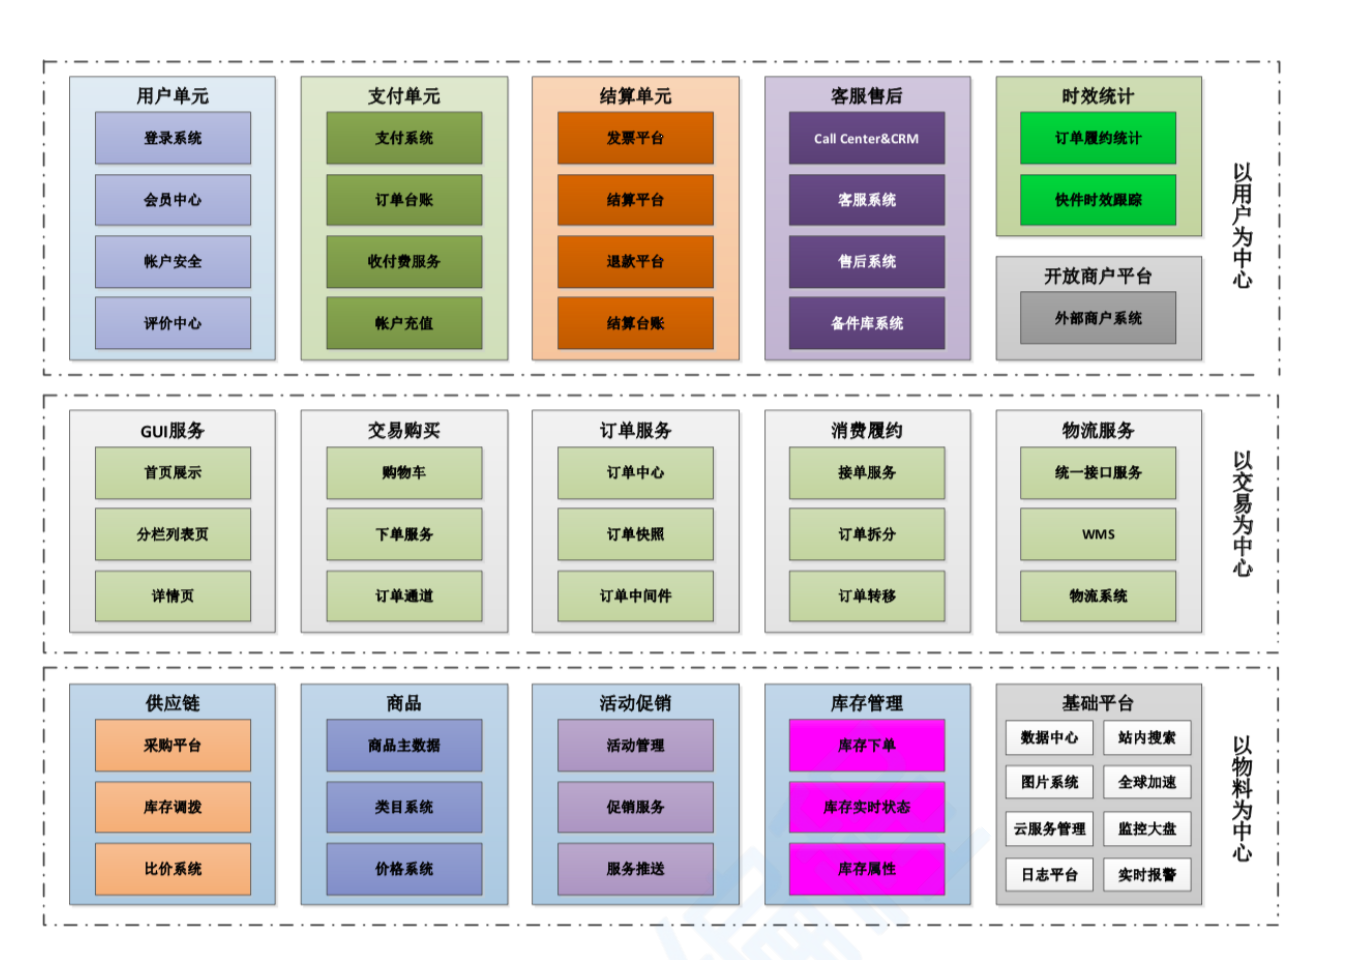 用户单元
登录系统
会员中心
帐户安全
评价中心
支付单元
支付系统
订单台账
收付费服务
帐户充值
结算单元
发票平台
结算平台
退款平台
结算台账
客服售后
Call Center&CRM
客服系统
售后系统
备件库系统
时效统计
订单履约统计
快件时效跟踪
开放商户平台
外部商户系统
以用户为中心
GUI服务
首页展示
分栏列表页
详情页
交易购买
购物车
下单服务
订单通道
订单服务
订单中心
订单快照
订单中间件
消费履约
接单服务
订单拆分
订单转移
物流服务
统一接口服务
WMS
物流系统
以交易为中心
供应链
采购平台
库存调拨
比价系统
商品
商品主数据
类目系统
价格系统
活动促销
活动管理
促销服务
服务推送
库存管理
库存下单
库存实时状态
库存属性
基础平台
数据中心
站内搜索
图片系统
全球加速
云服务管理
监控大盘
日志平台
实时报警
以物料为中心